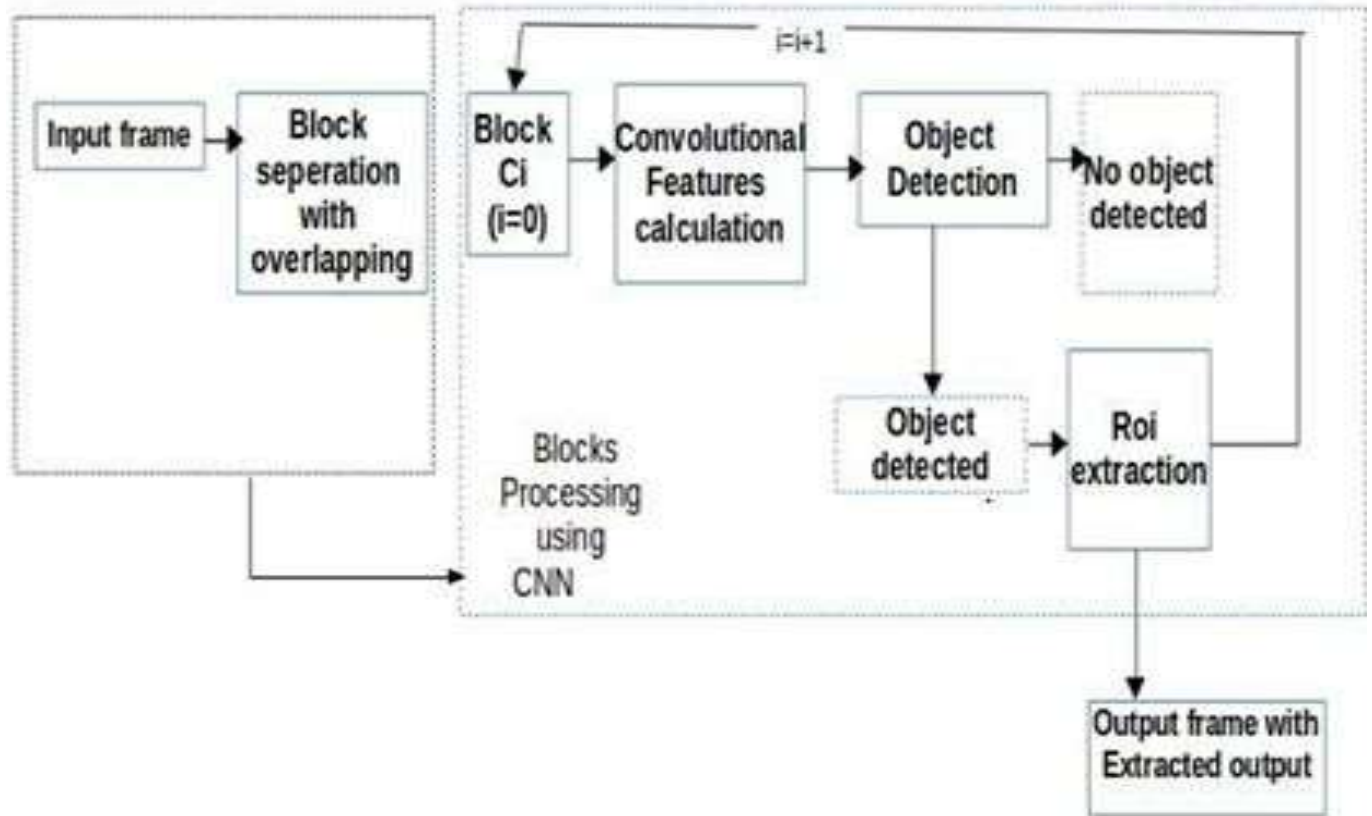 i=i+1
Input frame
Block
seperation
with
overlapping
Block
Ci
(i=0)
Convolutional
Features
calculation
Object
Detection
No object
detected
Object
detected
Roi
extraction
Blocks
Processing
using
CNN
Output frame with
Extracted output